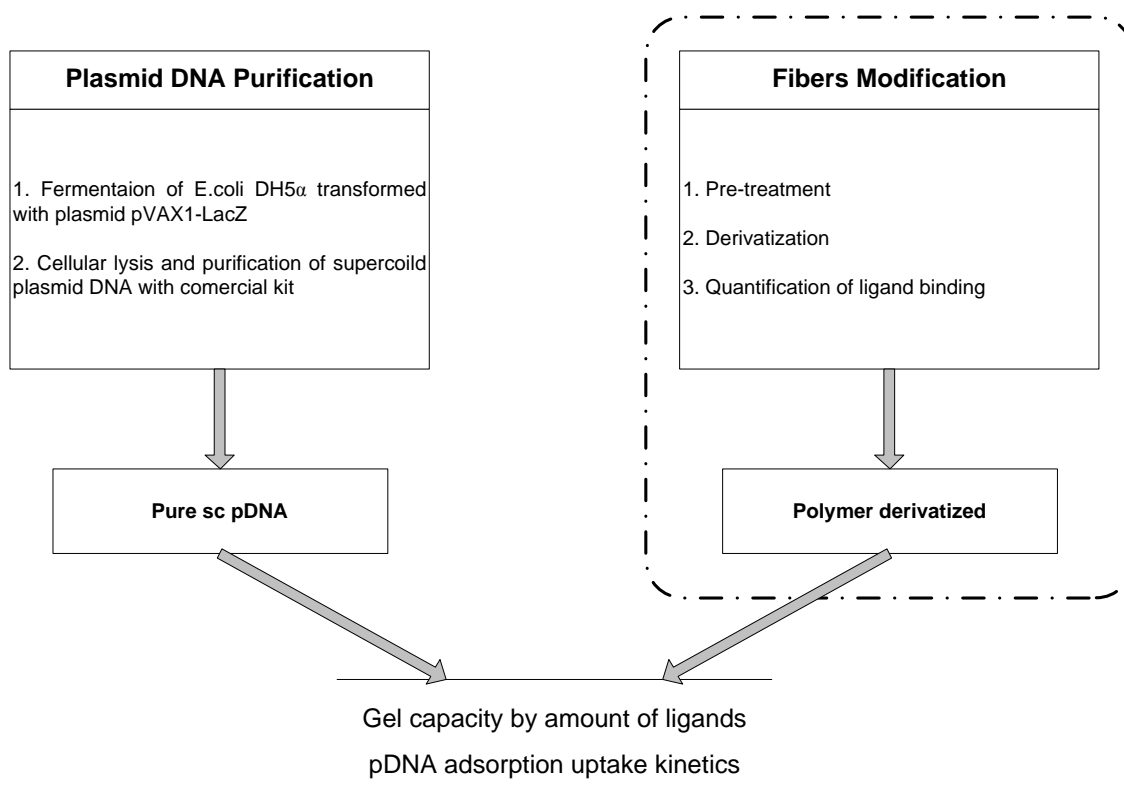 Plasmid DNA Purification
1. Fermentaion of E.coli DH5α transformed
with plasmid pVAX1-LacZ
2. Cellular lysis and purification of supercoild
plasmid DNA with comercial kit
Pure sc pDNA
Fibers Modification
1. Pre-treatment
2. Derivatization
3. Quantification of ligand binding
Polymer derivatized
Gel capacity by amount of ligands
pDNA adsorption uptake kinetics